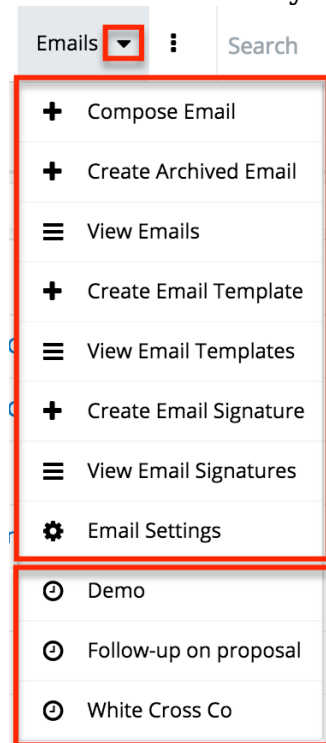 Emails
Search
Compose Email
Create Archived Email
View Emails
Create Email Template
View Email Templates
Create Email Signature
View Email Signatures
Email Settings
Demo
Follow-up on proposal
White Cross Co